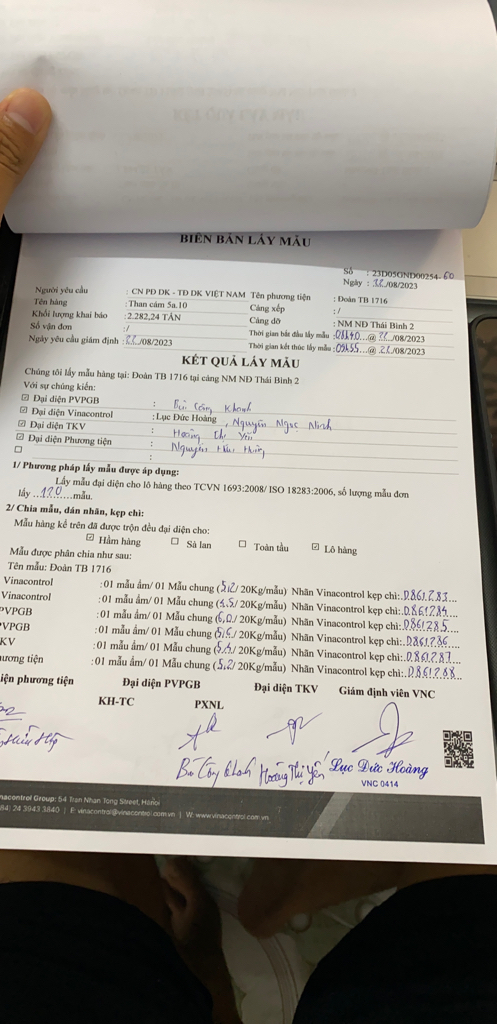 BIÊN BẢN LẤY MẪU
Số : 23D05GND00254-60
Ngày : 22/08/2023
Người yêu cầu : CN PĐ DK - TĐ DK VIỆT NAM Tên phương tiện : Đoàn TB 1716
Tên hàng : Than cám 5a.10 Cảng xếp : /
Khối lượng khai báo : 2.282,24 TẤN Cảng dỡ : NM NĐ Thái Bình 2
Số vận đơn : / Thời gian bắt đầu lấy mẫu : 08h40...@ 22./08/2023
Ngày yêu cầu giám định : 22./08/2023 Thời gian kết thúc lấy mẫu : 09h55...@ 22./08/2023
KẾT QUẢ LẤY MẪU
Chúng tôi lấy mẫu hàng tại: Đoàn TB 1716 tại cảng NM NĐ Thái Bình 2
Với sự chứng kiến:
☑ Đại diện PVPGB : Bùi Công Khanh
☑ Đại diện Vinacontrol : Lục Đức Hoàng , Nguyễn Ngọc Ninh
☑ Đại diện TKV : Hoàng Thị Yến
☑ Đại diện Phương tiện : Nguyễn Hữu
☐ :
1/ Phương pháp lấy mẫu được áp dụng:
Lấy mẫu đại diện cho lô hàng theo TCVN 1693:2008/ ISO 18283:2006, số lượng mẫu đơn
lấy ...120....mẫu.
2/ Chia mẫu, dán nhãn, kẹp chì:
Mẫu hàng kể trên đã được trộn đều đại diện cho:
☑ Hầm hàng ☐ Sà lan ☐ Toàn tầu ☑ Lô hàng
Mẫu được phân chia như sau:
Tên mẫu: Đoàn TB 1716
Vinacontrol : 01 mẫu ẩm/ 01 Mẫu chung (5,2/ 20Kg/mẫu) Nhãn Vinacontrol kẹp chì:.0861283...
Vinacontrol : 01 mẫu ẩm/ 01 Mẫu chung (4,5/ 20Kg/mẫu) Nhãn Vinacontrol kẹp chì:.0861284...
PVPGB : 01 mẫu ẩm/ 01 Mẫu chung (6,0/ 20Kg/mẫu) Nhãn Vinacontrol kẹp chì:.0861285...
VPGB : 01 mẫu ẩm/ 01 Mẫu chung (5,6/ 20Kg/mẫu) Nhãn Vinacontrol kẹp chì:.0861286...
KV : 01 mẫu ẩm/ 01 Mẫu chung (5,4/ 20Kg/mẫu) Nhãn Vinacontrol kẹp chì:.0861287...
ương tiện : 01 mẫu ẩm/ 01 Mẫu chung (5,2/ 20Kg/mẫu) Nhãn Vinacontrol kẹp chì:.0861288...
iện phương tiện Đại diện PVPGB Đại diện TKV Giám định viên VNC
KH-TC PXNL
Bùi Công Khanh Hoàng Thị Yến Lục Đức Hoàng
VNC 0414
nacontrol Group: 54 Tran Nhan Tong Street, Hanoi
84) 24 3943 3840 | E: vinacontrol@vinacontrol.com.vn | W: www.vinacontrol.com.vn